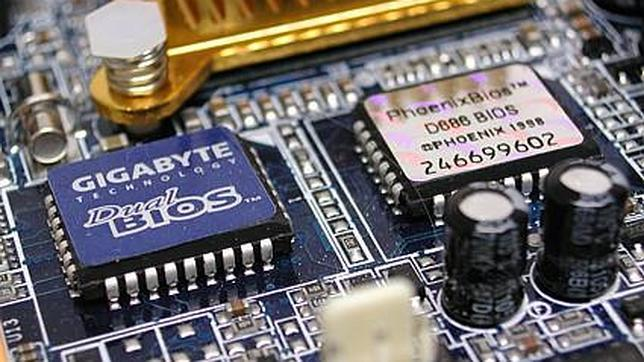 GIGABYTE
TECHNOLOGY
Dual
BIOS™
PhoenixBios™
D686 BIOS
©PHOENIX 1998
246699602